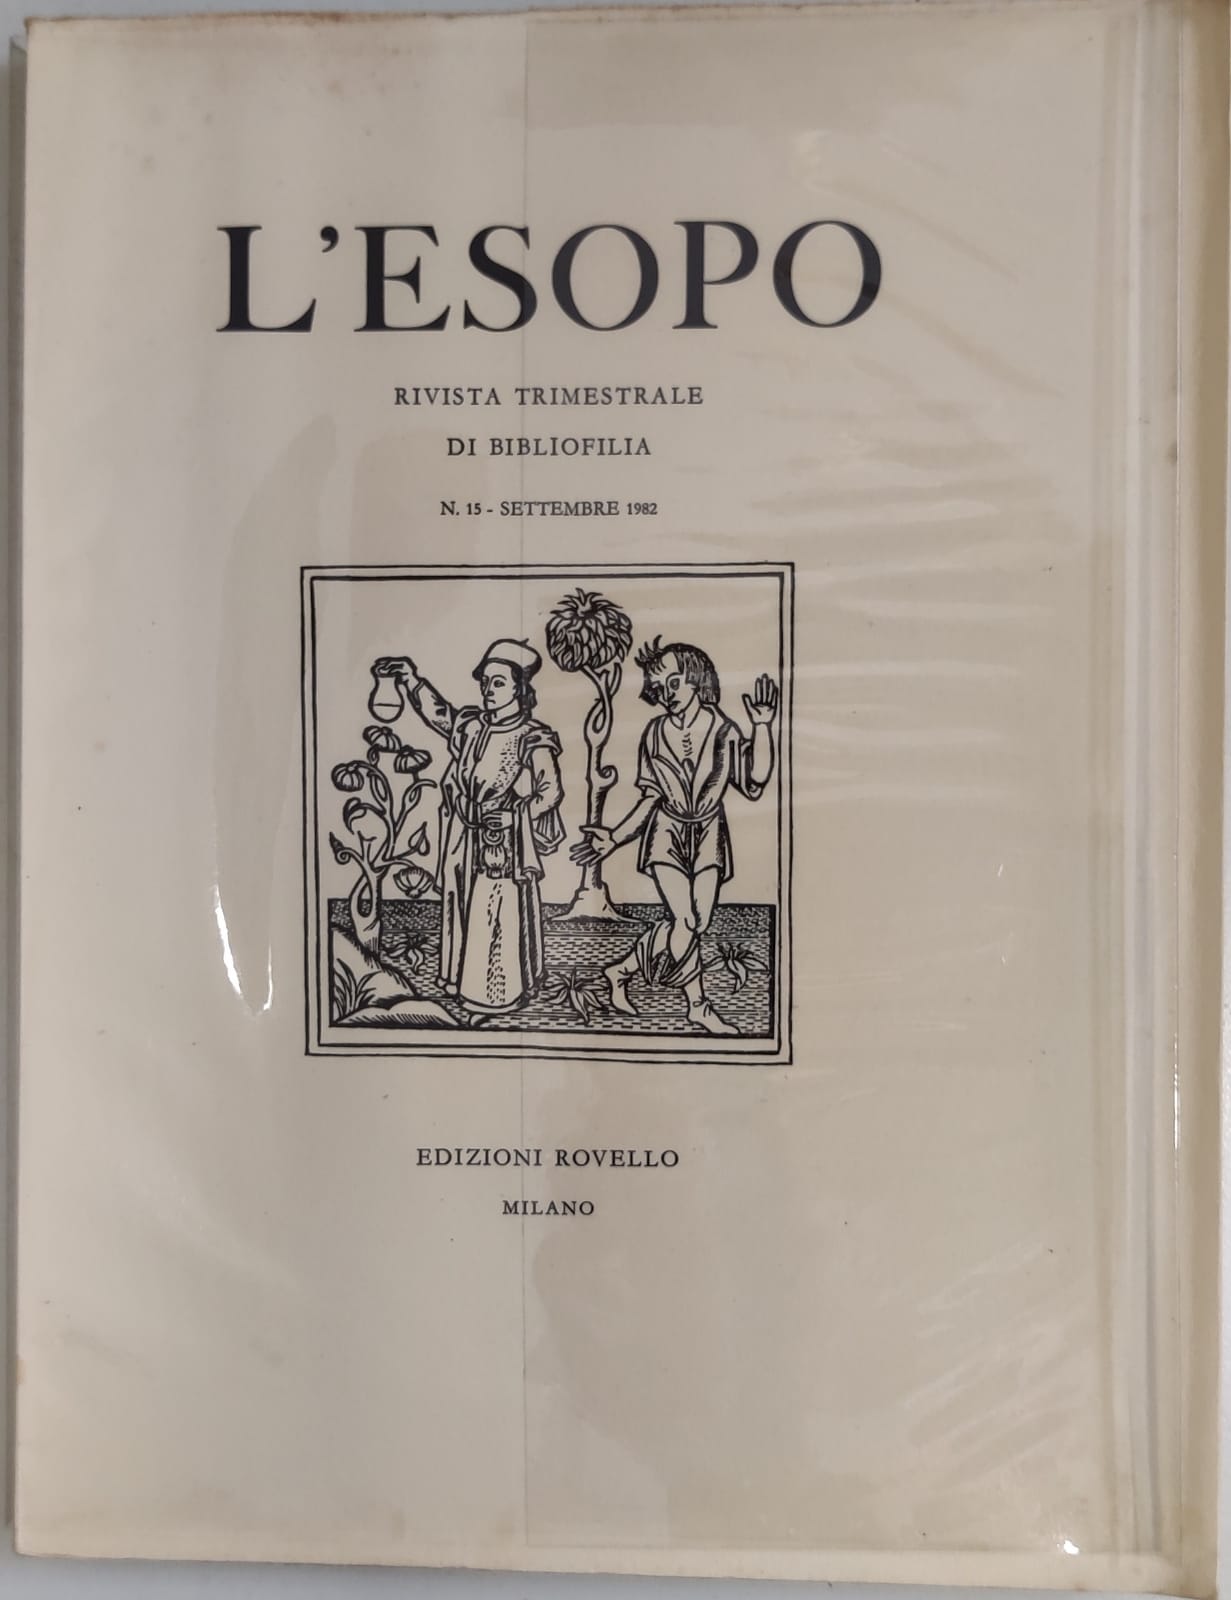 L'ESOPO
RIVISTA TRIMESTRALE
DI BIBLIOFILIA
N. 15 - SETTEMBRE 1982
EDIZIONI ROVELLO
MILANO